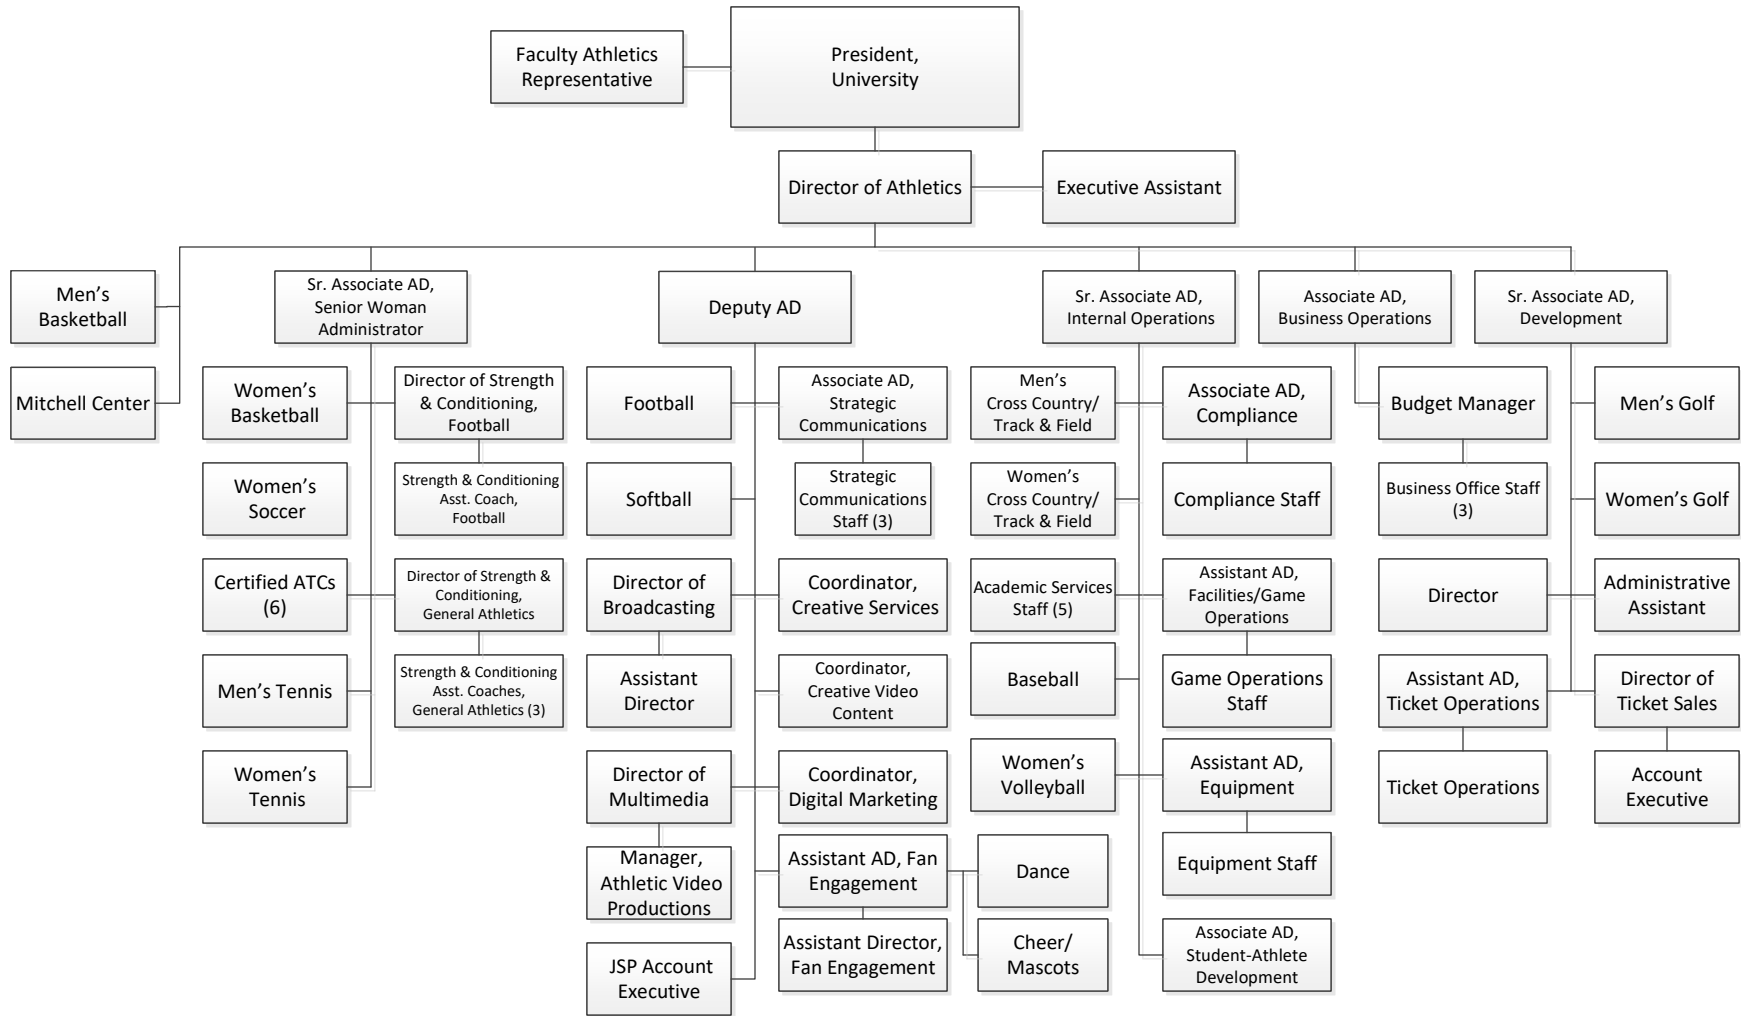 Faculty Athletics
Representative
President,
University
Director of Athletics
Executive Assistant
Men's
Basketball
Mitchell Center
Sr. Associate AD,
Senior Woman
Administrator
Women's
Basketball
Director of Strength
& Conditioning,
Football
Women's
Soccer
Strength & Conditioning
Asst. Coach,
Football
Certified ATCs
(6)
Director of Strength &
Conditioning,
General Athletics
Men's Tennis
Strength & Conditioning
Asst. Coaches,
General Athletics (3)
Women's
Tennis
Deputy AD
Football
Associate AD,
Strategic
Communications
Softball
Strategic
Communications
Staff (3)
Director of
Broadcasting
Coordinator,
Creative Services
Assistant
Director
Coordinator,
Creative Video
Content
Director of
Multimedia
Coordinator,
Digital Marketing
Manager,
Athletic Video
Productions
Assistant AD, Fan
Engagement
Dance
Assistant Director,
Fan Engagement
Cheer/
Mascots
JSP Account
Executive
Sr. Associate AD,
Internal Operations
Men's
Cross Country/
Track & Field
Associate AD,
Compliance
Women's
Cross Country/
Track & Field
Compliance Staff
Academic Services
Staff (5)
Assistant AD,
Facilities/Game
Operations
Baseball
Game Operations
Staff
Women's
Volleyball
Assistant AD,
Equipment
Equipment Staff
Associate AD,
Student-Athlete
Development
Associate AD,
Business Operations
Budget Manager
Business Office Staff
(3)
Sr. Associate AD,
Development
Men's Golf
Women's Golf
Director
Administrative
Assistant
Assistant AD,
Ticket Operations
Director of
Ticket Sales
Ticket Operations
Account
Executive